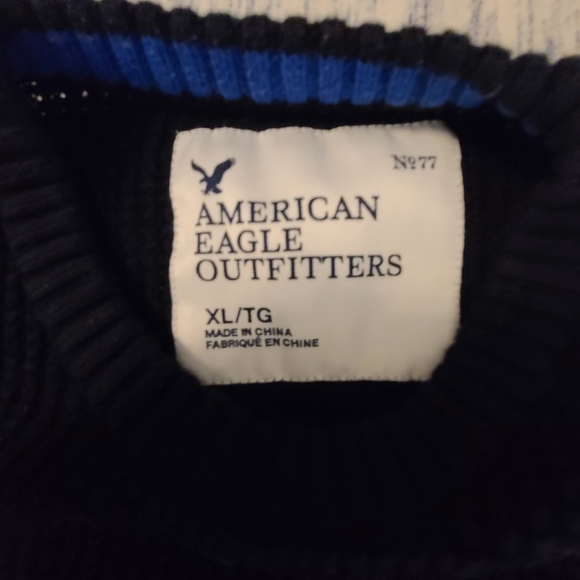 Nº77
AMERICAN
EAGLE
OUTFITTERS
XL/TG
MADE IN CHINA
FABRIQUÉ EN CHINE